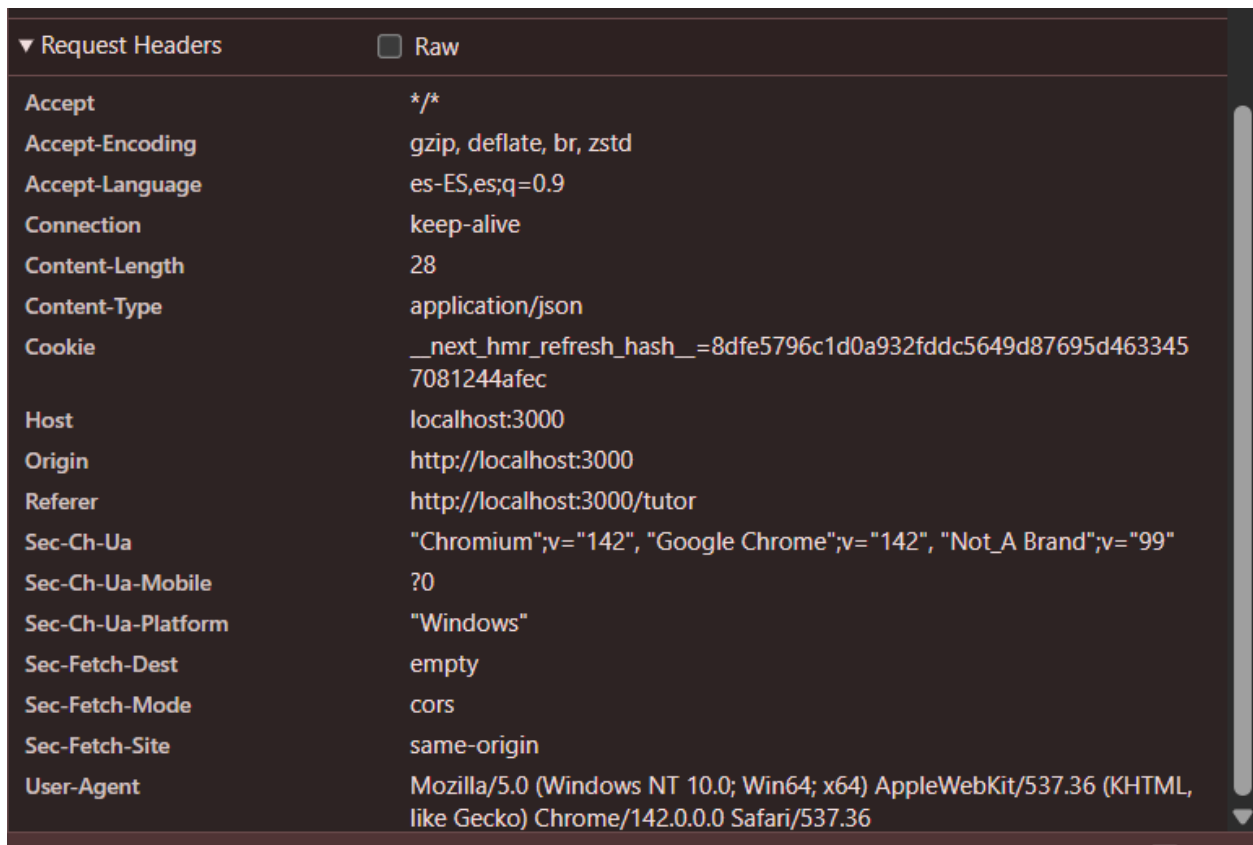 ▼ Request Headers Raw
Accept */*
Accept-Encoding gzip, deflate, br, zstd
Accept-Language es-ES,es;q=0.9
Connection keep-alive
Content-Length 28
Content-Type application/json
Cookie __next_hmr_refresh_hash__=8dfe5796c1d0a932fddc5649d87695d463345
7081244afec
Host localhost:3000
Origin http://localhost:3000
Referer http://localhost:3000/tutor
Sec-Ch-Ua "Chromium";v="142", "Google Chrome";v="142", "Not_A Brand";v="99"
Sec-Ch-Ua-Mobile ?0
Sec-Ch-Ua-Platform "Windows"
Sec-Fetch-Dest empty
Sec-Fetch-Mode cors
Sec-Fetch-Site same-origin
User-Agent Mozilla/5.0 (Windows NT 10.0; Win64; x64) AppleWebKit/537.36 (KHTML,
like Gecko) Chrome/142.0.0.0 Safari/537.36